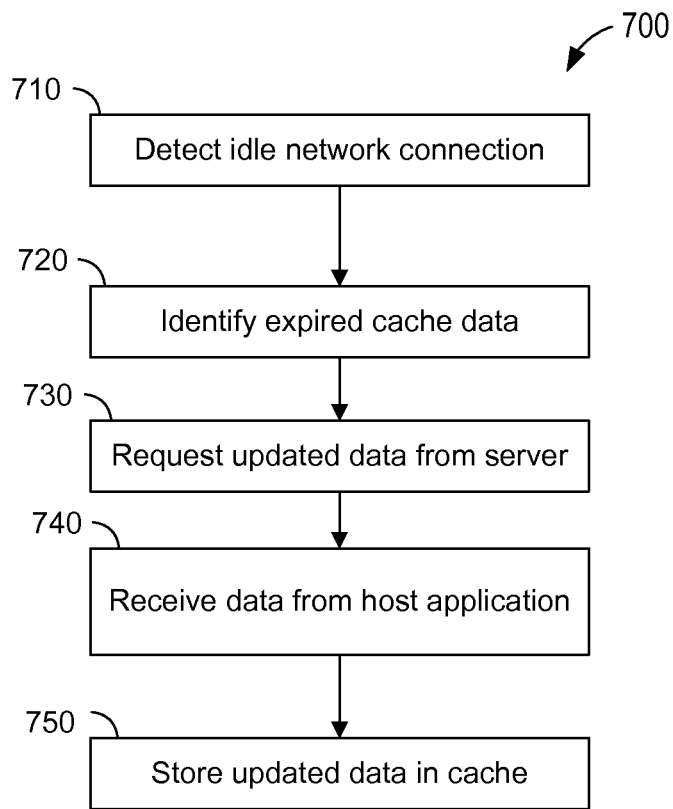 700
710
Detect idle network connection
720
Identify expired cache data
730
Request updated data from server
740
Receive data from host application
750
Store updated data in cache